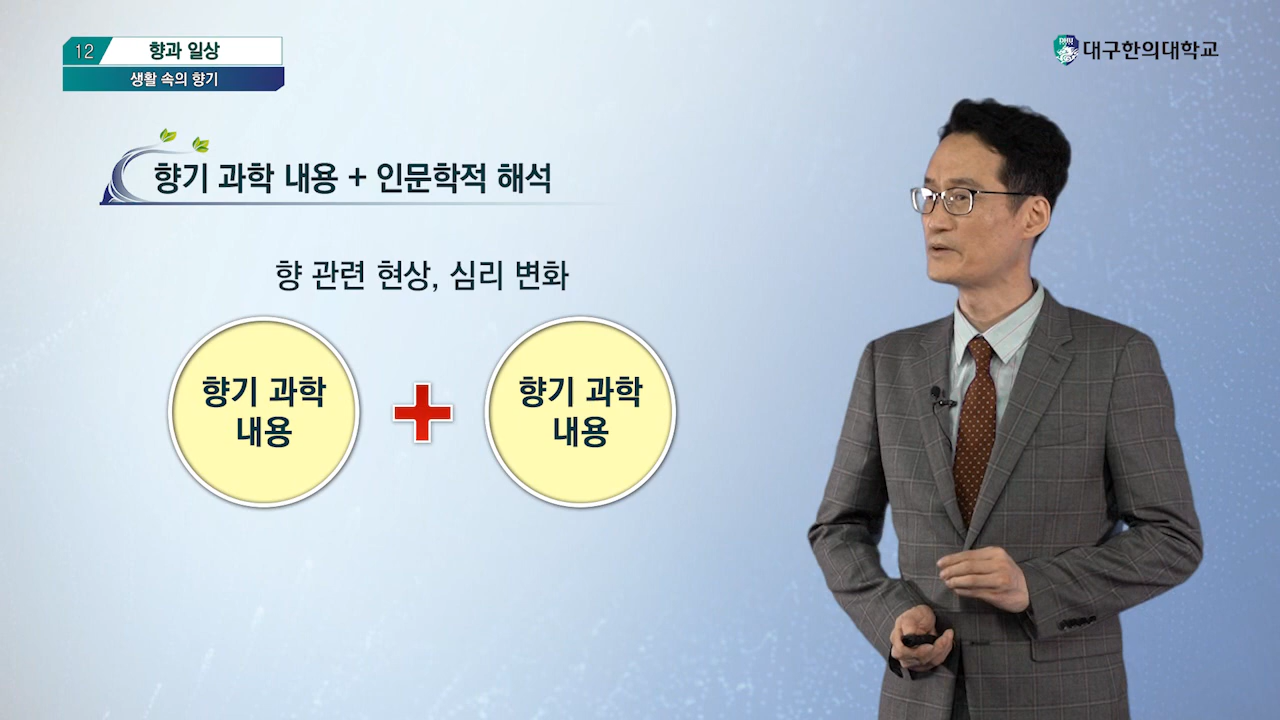 12
향과 일상
생활 속의 향기
대구한의대학교
향기 과학 내용 + 인문학적 해석
향 관련 현상, 심리 변화
향기 과학
내용
+
향기 과학
내용